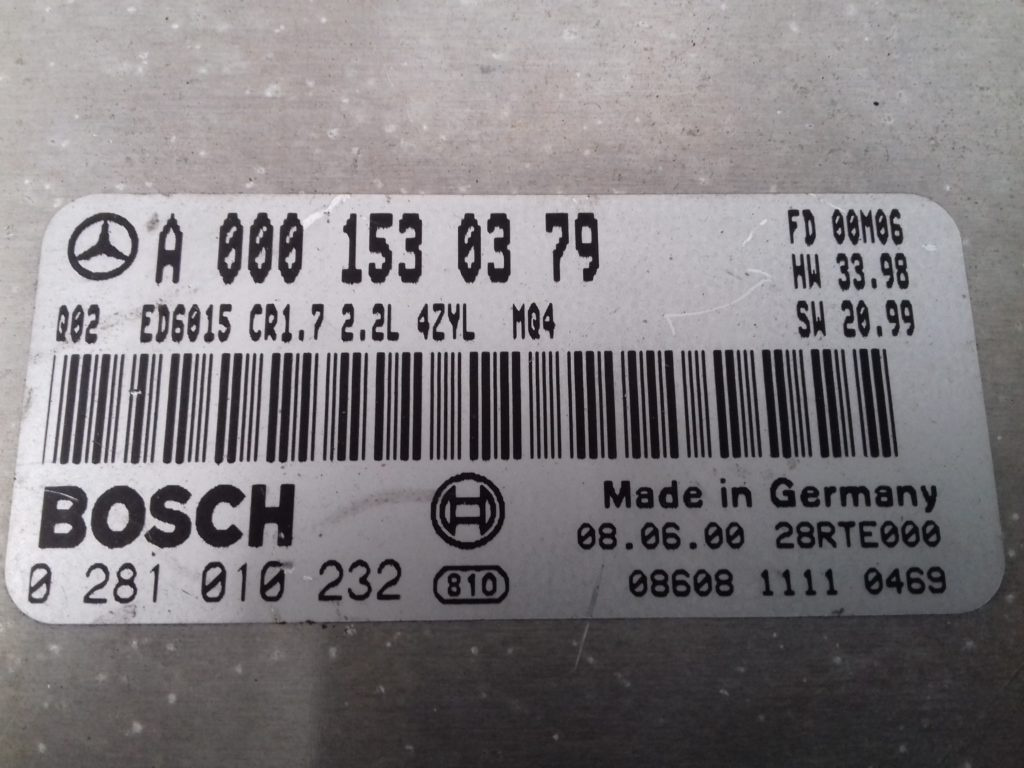 A 000 153 03 79
FD 00M06
HW 33.98
Q02 ED6015 CR1.7 2.2L 4ZYL MQ4
SW 20.99
BOSCH
Made in Germany
08.06.00 28RTE000
0 281 010 232 810
08608 1111 0469